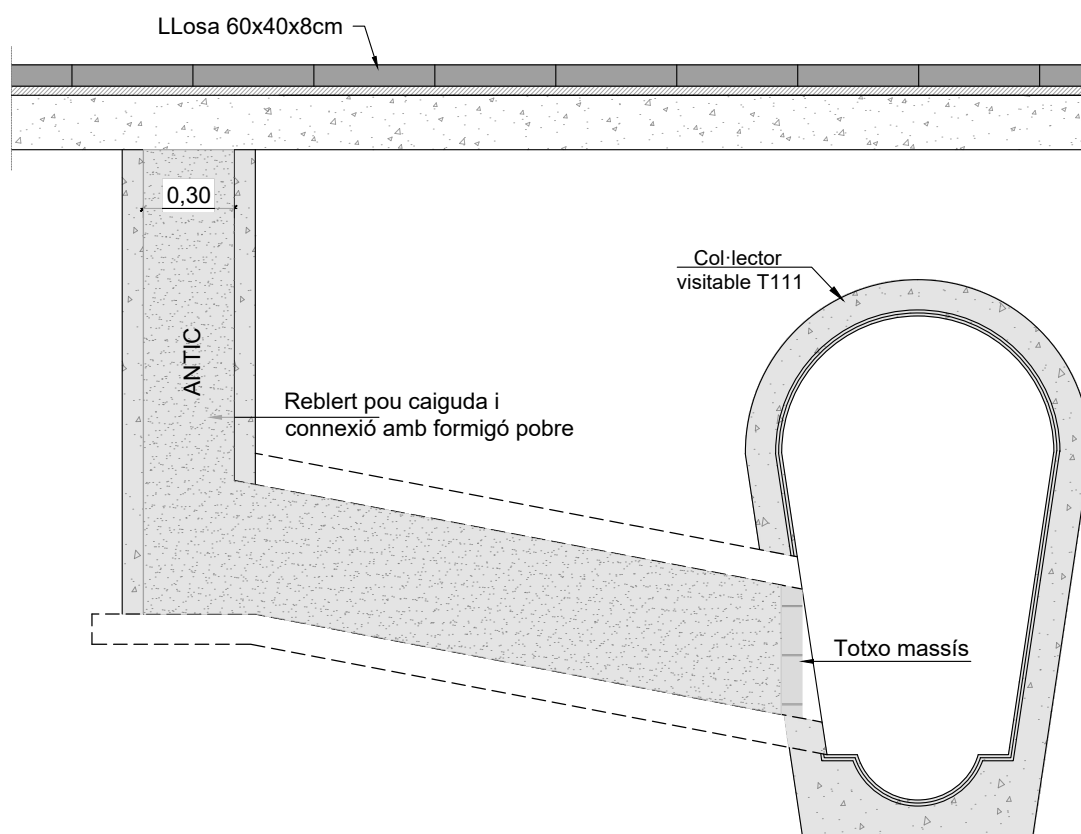 LLosa 60x40x8cm
0,30
Col·lector
visitable T111
ANTIC
Reblert pou caiguda i
connexió amb formigó pobre
Totxo massís